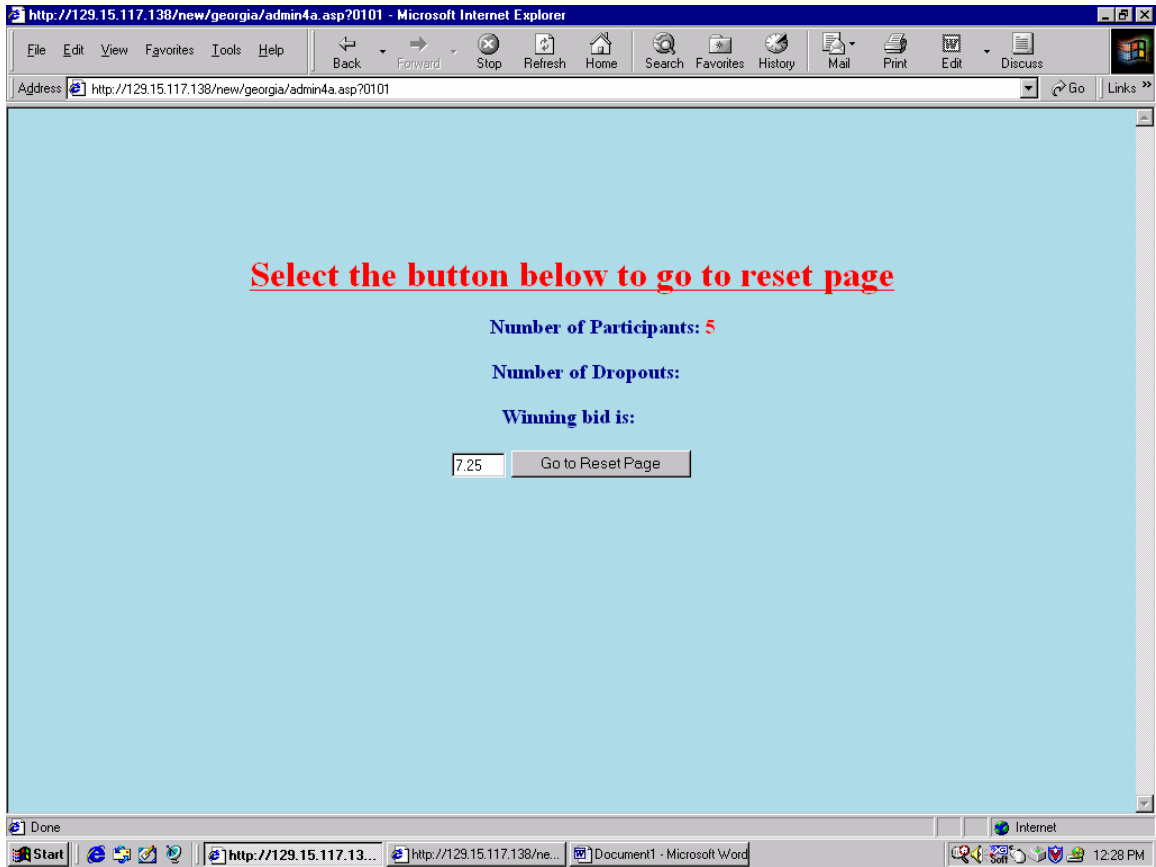 http://129.15.117.138/new/georgia/admin4a.asp?0101 - Microsoft Internet Explorer
File Edit View Favorites Tools Help Back Forward Stop Refresh Home Search Favorites History Mail Print Edit Discuss
Address http://129.15.117.138/new/georgia/admin4a.asp?0101 Go Links »
Select the button below to go to reset page
Number of Participants: 5
Number of Dropouts:
Winning bid is:
7.25 Go to Reset Page
Done Internet
Start http://129.15.117.13... http://129.15.117.138/ne... Document1 - Microsoft Word 12:28 PM